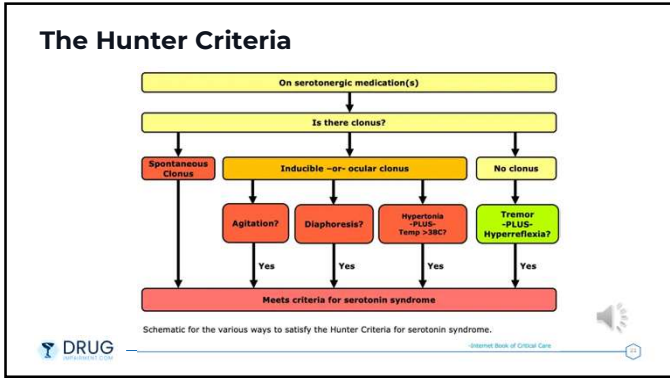 The Hunter Criteria
On serotonergic medication(s)
Is there clonus?
Spontaneous
Clonus
Inducible –or- ocular clonus
No clonus
Agitation?
Diaphoresis?
Hypertonia
-PLUS-
Temp >38C?
Tremor
-PLUS-
Hyperreflexia?
Yes
Yes
Yes
Yes
Meets criteria for serotonin syndrome
Schematic for the various ways to satisfy the Hunter Criteria for serotonin syndrome.
-Internet Book of Critical Care
DRUG
IMPAIRMENT.COM